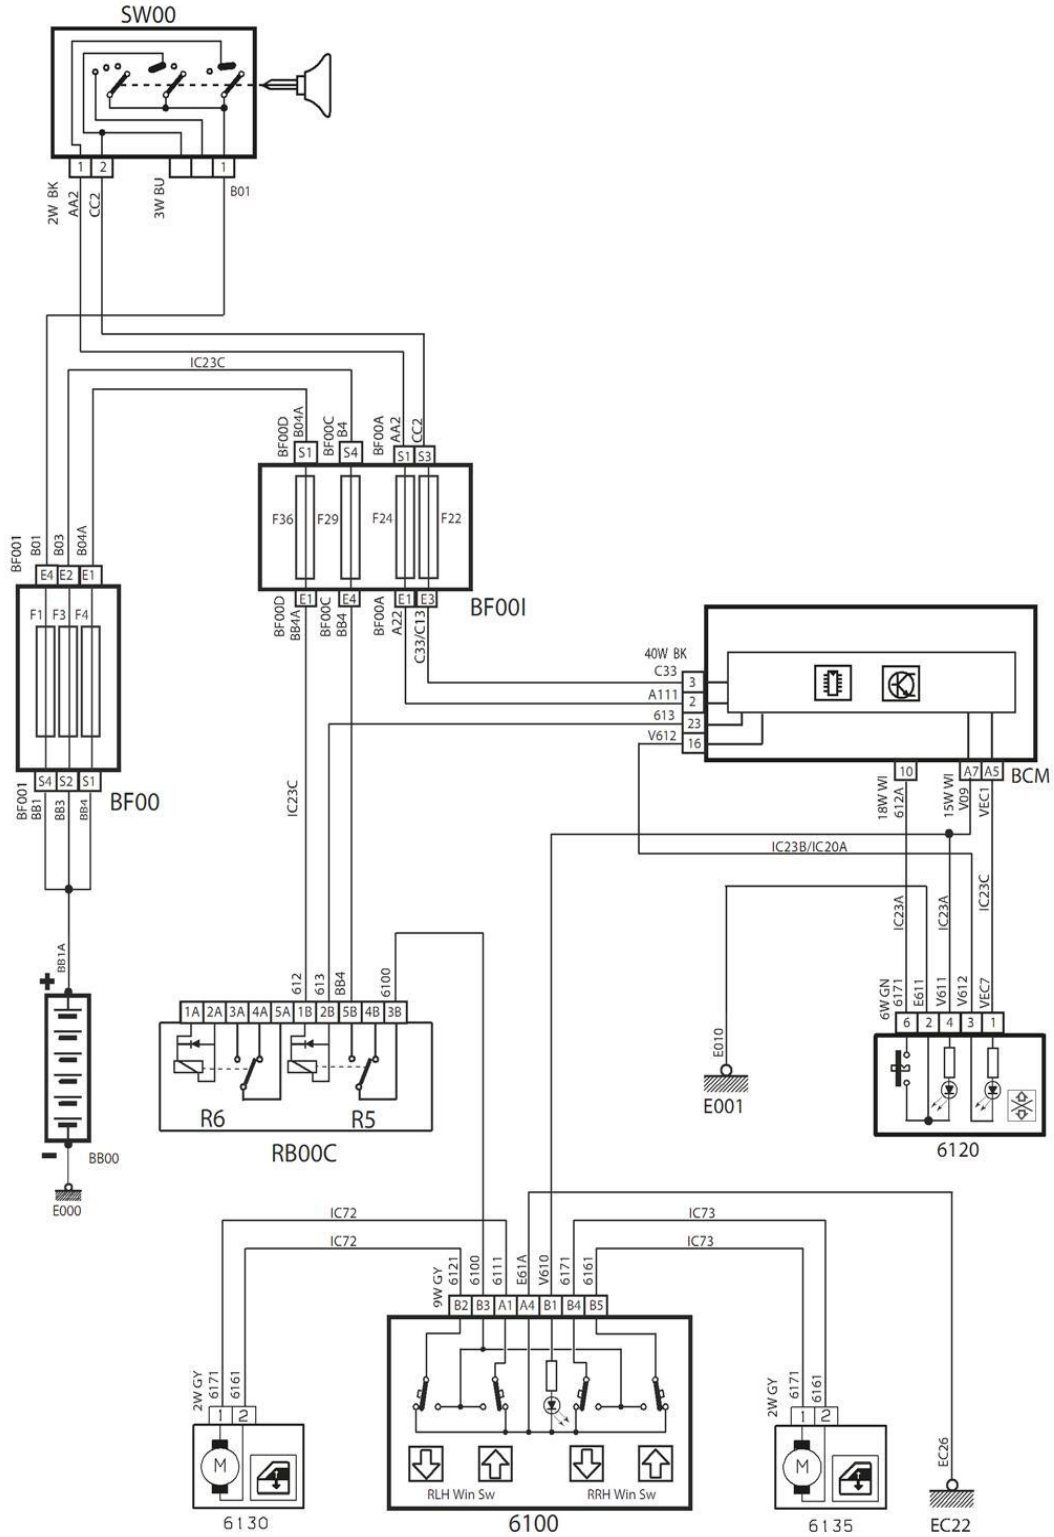 SW00
1 2 1
2W BK
AA2
CC2
3W BU
B01
IC23C
BF00D
B04A
BF00C
B4
BF00A
AA2
CC2
S1 S4 S1 S3
F36 F29 F24 F22
E1 E4 E1 E3
BF00D
BB4A
BF00C
BB4
BF00A
A22
C33/C13
BF00I
BF001
B01
B03
B04A
E4 E2 E1
F1 F3 F4
S4 S2 S1
BF001
BB1
BB3
BB4
BF00
40W BK
C33 3
A111 2
613 23
V612 16
10 A7 A5
BCM
18W WI
612A
15W WI
V09
VEC1
IC23C
IC23B/IC20A
IC23A
IC23A
IC23C
BB1A
+
-
BB00
E000
612
613
BB4
6100
1A 2A 3A 4A 5A 1B 2B 5B 4B 3B
R6 R5
RB00C
E010
E001
6W GN
6171
E611
V611
V612
VEC7
6 2 4 3 1
6120
IC72 IC73
IC72 IC73
9W GY
6121
6100
6111
E61A
V610
6171
6161
B2 B3 A1 A4 B1 B4 B5
RLH Win Sw RRH Win Sw
6100
2W GY
6171
6161
1 2
M
6130
2W GY
6171
6161
1 2
M
6135
EC26
EC22